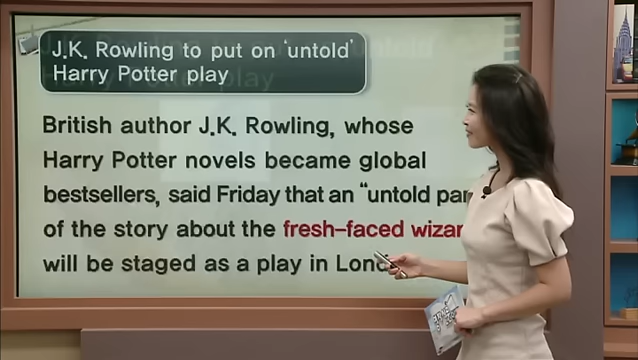 J.K. Rowling to put on ‘untold’
Harry Potter play
British author J.K. Rowling, whose
Harry Potter novels became global
bestsellers, said Friday that an “untold par
of the story about the fresh-faced wizar
will be staged as a play in Lond